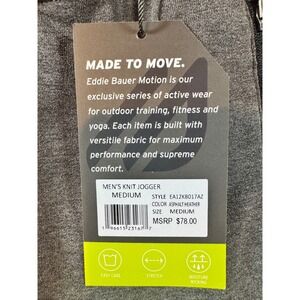 MADE TO MOVE.
Eddie Bauer Motion is our
exclusive series of active wear
for outdoor training, fitness and
yoga. Each item is built with
versatile fabric for maximum
performance and supreme
comfort.
MEN'S KNIT JOGGER
MEDIUM
STYLE EA12X8017AZ
COLOR ASPHALT HEATHER
SIZE MEDIUM
MSRP $78.00
EASY CARE
STRETCH
MOISTURE
WICKING